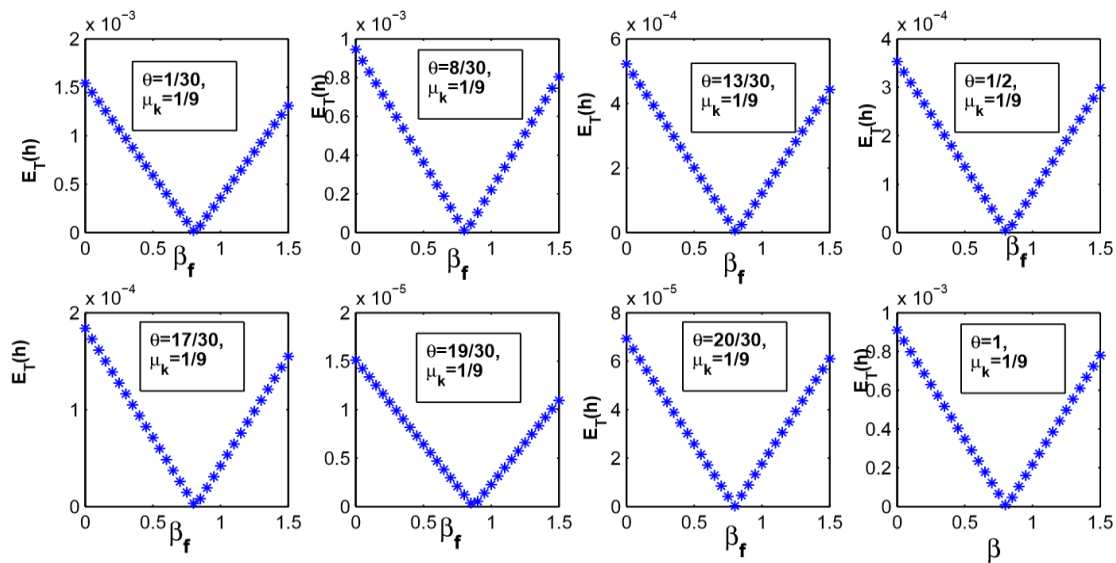 x 10⁻³
2
1.5
1
0.5
0
0 0.5 1 1.5
E_T(h)
β_f
θ=1/30,
μ_k=1/9
x 10⁻³
1
0.8
0.6
0.4
0.2
0
0 0.5 1 1.5
E_T(h)
β_f
θ=8/30,
μ_k=1/9
x 10⁻⁴
6
4
2
0
0 0.5 1 1.5
E_T(h)
β_f
θ=13/30,
μ_k=1/9
x 10⁻⁴
4
3
2
1
0
0 0.5 1 1.5
E_T(h)
β_f
θ=1/2,
μ_k=1/9
x 10⁻⁴
2
1.5
1
0.5
0
0 0.5 1 1.5
E_T(h)
β_f
θ=17/30,
μ_k=1/9
x 10⁻⁵
2
1.5
1
0.5
0
0 0.5 1 1.5
β_f
θ=19/30,
μ_k=1/9
x 10⁻⁵
8
6
4
2
0
0 0.5 1 1.5
E_T(h)
β_f
θ=20/30,
μ_k=1/9
x 10⁻³
1
0.8
0.6
0.4
0.2
0
0 0.5 1 1.5
E_T(h)
β
θ=1,
μ_k=1/9